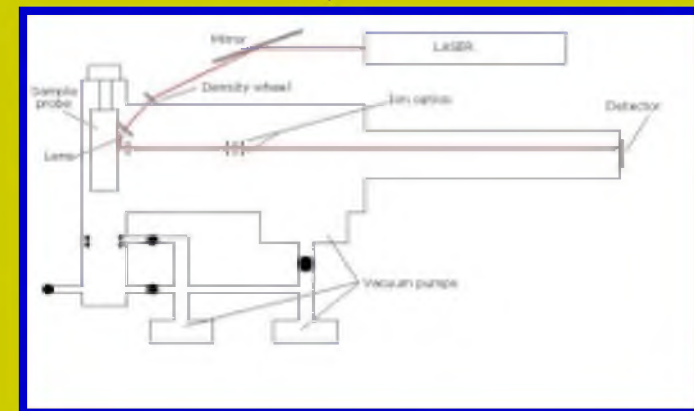 Mirror
LASER
Sample
probe
Density wheel
Ion optics
Detector
Lens
Vacuum pumps